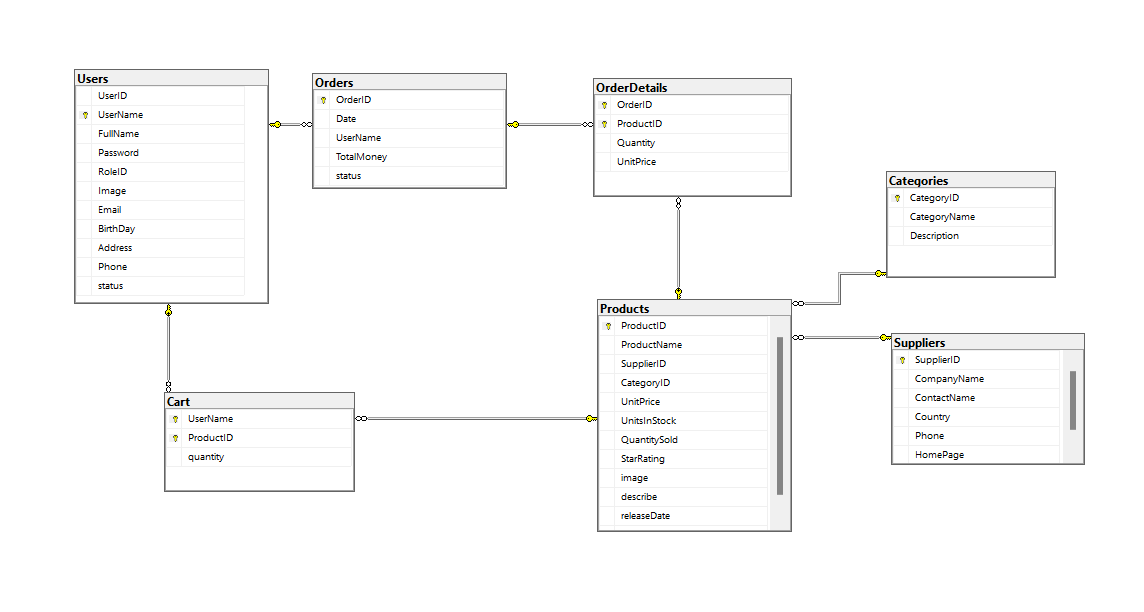 Users
UserID
UserName
FullName
Password
RoleID
Image
Email
BirthDay
Address
Phone
status
Orders
OrderID
Date
UserName
TotalMoney
status
OrderDetails
OrderID
ProductID
Quantity
UnitPrice
Categories
CategoryID
CategoryName
Description
Products
ProductID
ProductName
SupplierID
CategoryID
UnitPrice
UnitsInStock
QuantitySold
StarRating
image
describe
releaseDate
Suppliers
SupplierID
CompanyName
ContactName
Country
Phone
HomePage
Cart
UserName
ProductID
quantity